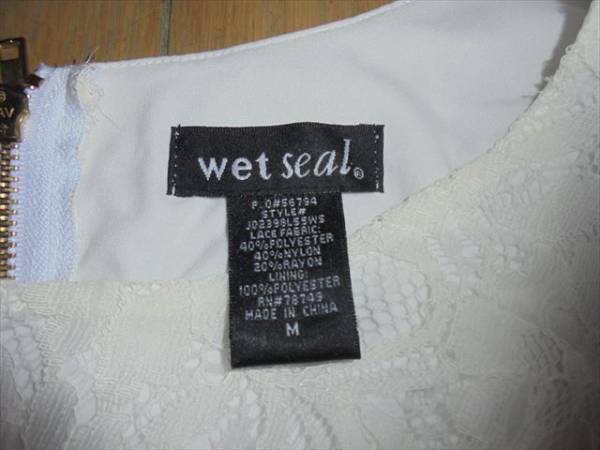 wet seal®
P.O#56794
STYLE#
J02398L5SWS
LACE FABRIC:
40%POLYESTER
40%NYLON
20%RAYON
LINING:
100%POLYESTER
RN#78749
MADE IN CHINA
M